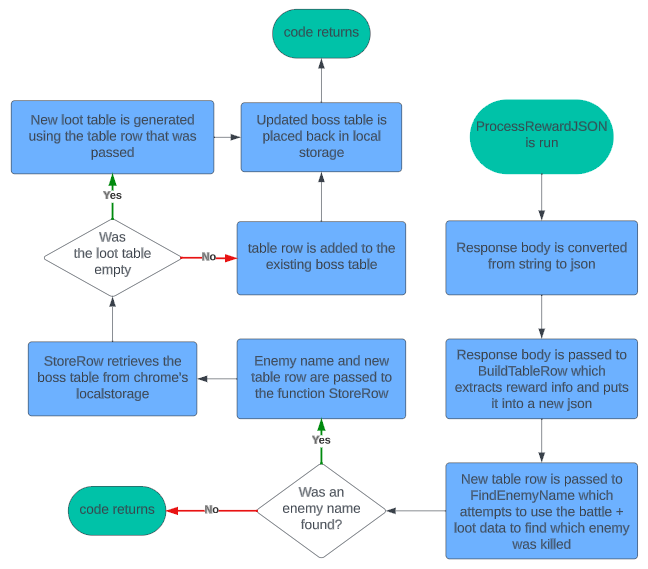 code returns
New loot table is generated
using the table row that was
passed
Updated boss table is
placed back in local
storage
ProcessRewardJSON
is run
Yes
Was
the loot table
empty
No
table row is added to the
existing boss table
Response body is converted
from string to json
StoreRow retrieves the
boss table from chrome's
localstorage
Enemy name and new
table row are passed to
the function StoreRow
Response body is passed to
BuildTableRow which
extracts reward info and puts
it into a new json
Yes
code returns
No
Was an
enemy name
found?
New table row is passed to
FindEnemyName which
attempts to use the battle +
loot data to find which enemy
was killed